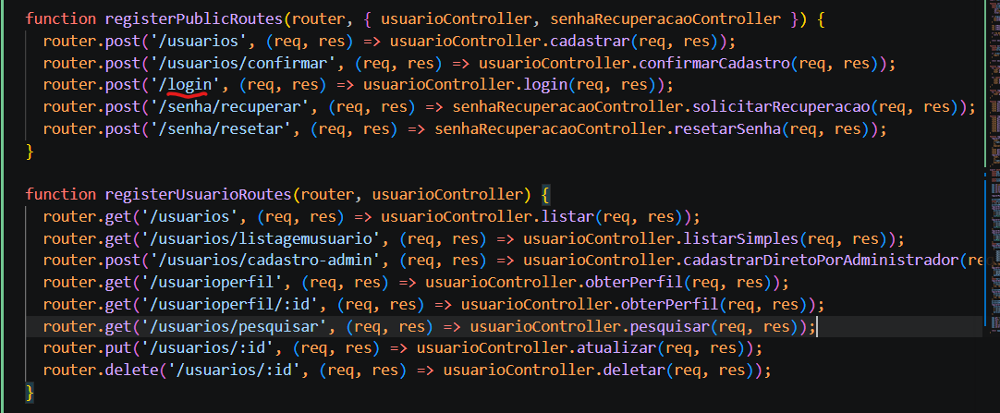 function registerPublicRoutes(router, { usuarioController, senhaRecuperacaoController }) {
router.post('/usuarios', (req, res) => usuarioController.cadastrar(req, res));
router.post('/usuarios/confirmar', (req, res) => usuarioController.confirmarCadastro(req, res));
router.post('/login', (req, res) => usuarioController.login(req, res));
router.post('/senha/recuperar', (req, res) => senhaRecuperacaoController.solicitarRecuperacao(req, res));
router.post('/senha/resetar', (req, res) => senhaRecuperacaoController.resetarSenha(req, res));
}
function registerUsuarioRoutes(router, usuarioController) {
router.get('/usuarios', (req, res) => usuarioController.listar(req, res));
router.get('/usuarios/listagemusuario', (req, res) => usuarioController.listarSimples(req, res));
router.post('/usuarios/cadastro-admin', (req, res) => usuarioController.cadastrarDiretoPorAdministrador(re
router.get('/usuarioperfil', (req, res) => usuarioController.obterPerfil(req, res));
router.get('/usuarioperfil/:id', (req, res) => usuarioController.obterPerfil(req, res));
router.get('/usuarios/pesquisar', (req, res) => usuarioController.pesquisar(req, res));
router.put('/usuarios/:id', (req, res) => usuarioController.atualizar(req, res));
router.delete('/usuarios/:id', (req, res) => usuarioController.deletar(req, res));
}